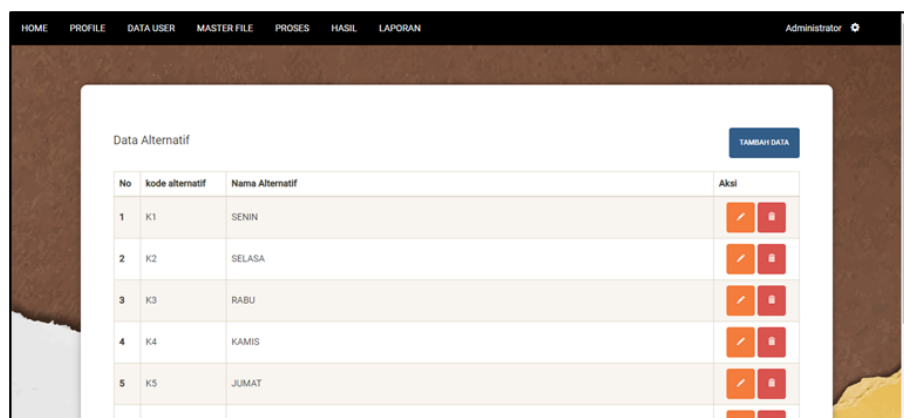 HOME PROFILE DATA USER MASTER FILE PROSES HASIL LAPORAN Administrator
Data Alternatif TAMBAH DATA
No kode alternatif Nama Alternatif Aksi
1 K1 SENIN
2 K2 SELASA
3 K3 RABU
4 K4 KAMIS
5 K5 JUMAT